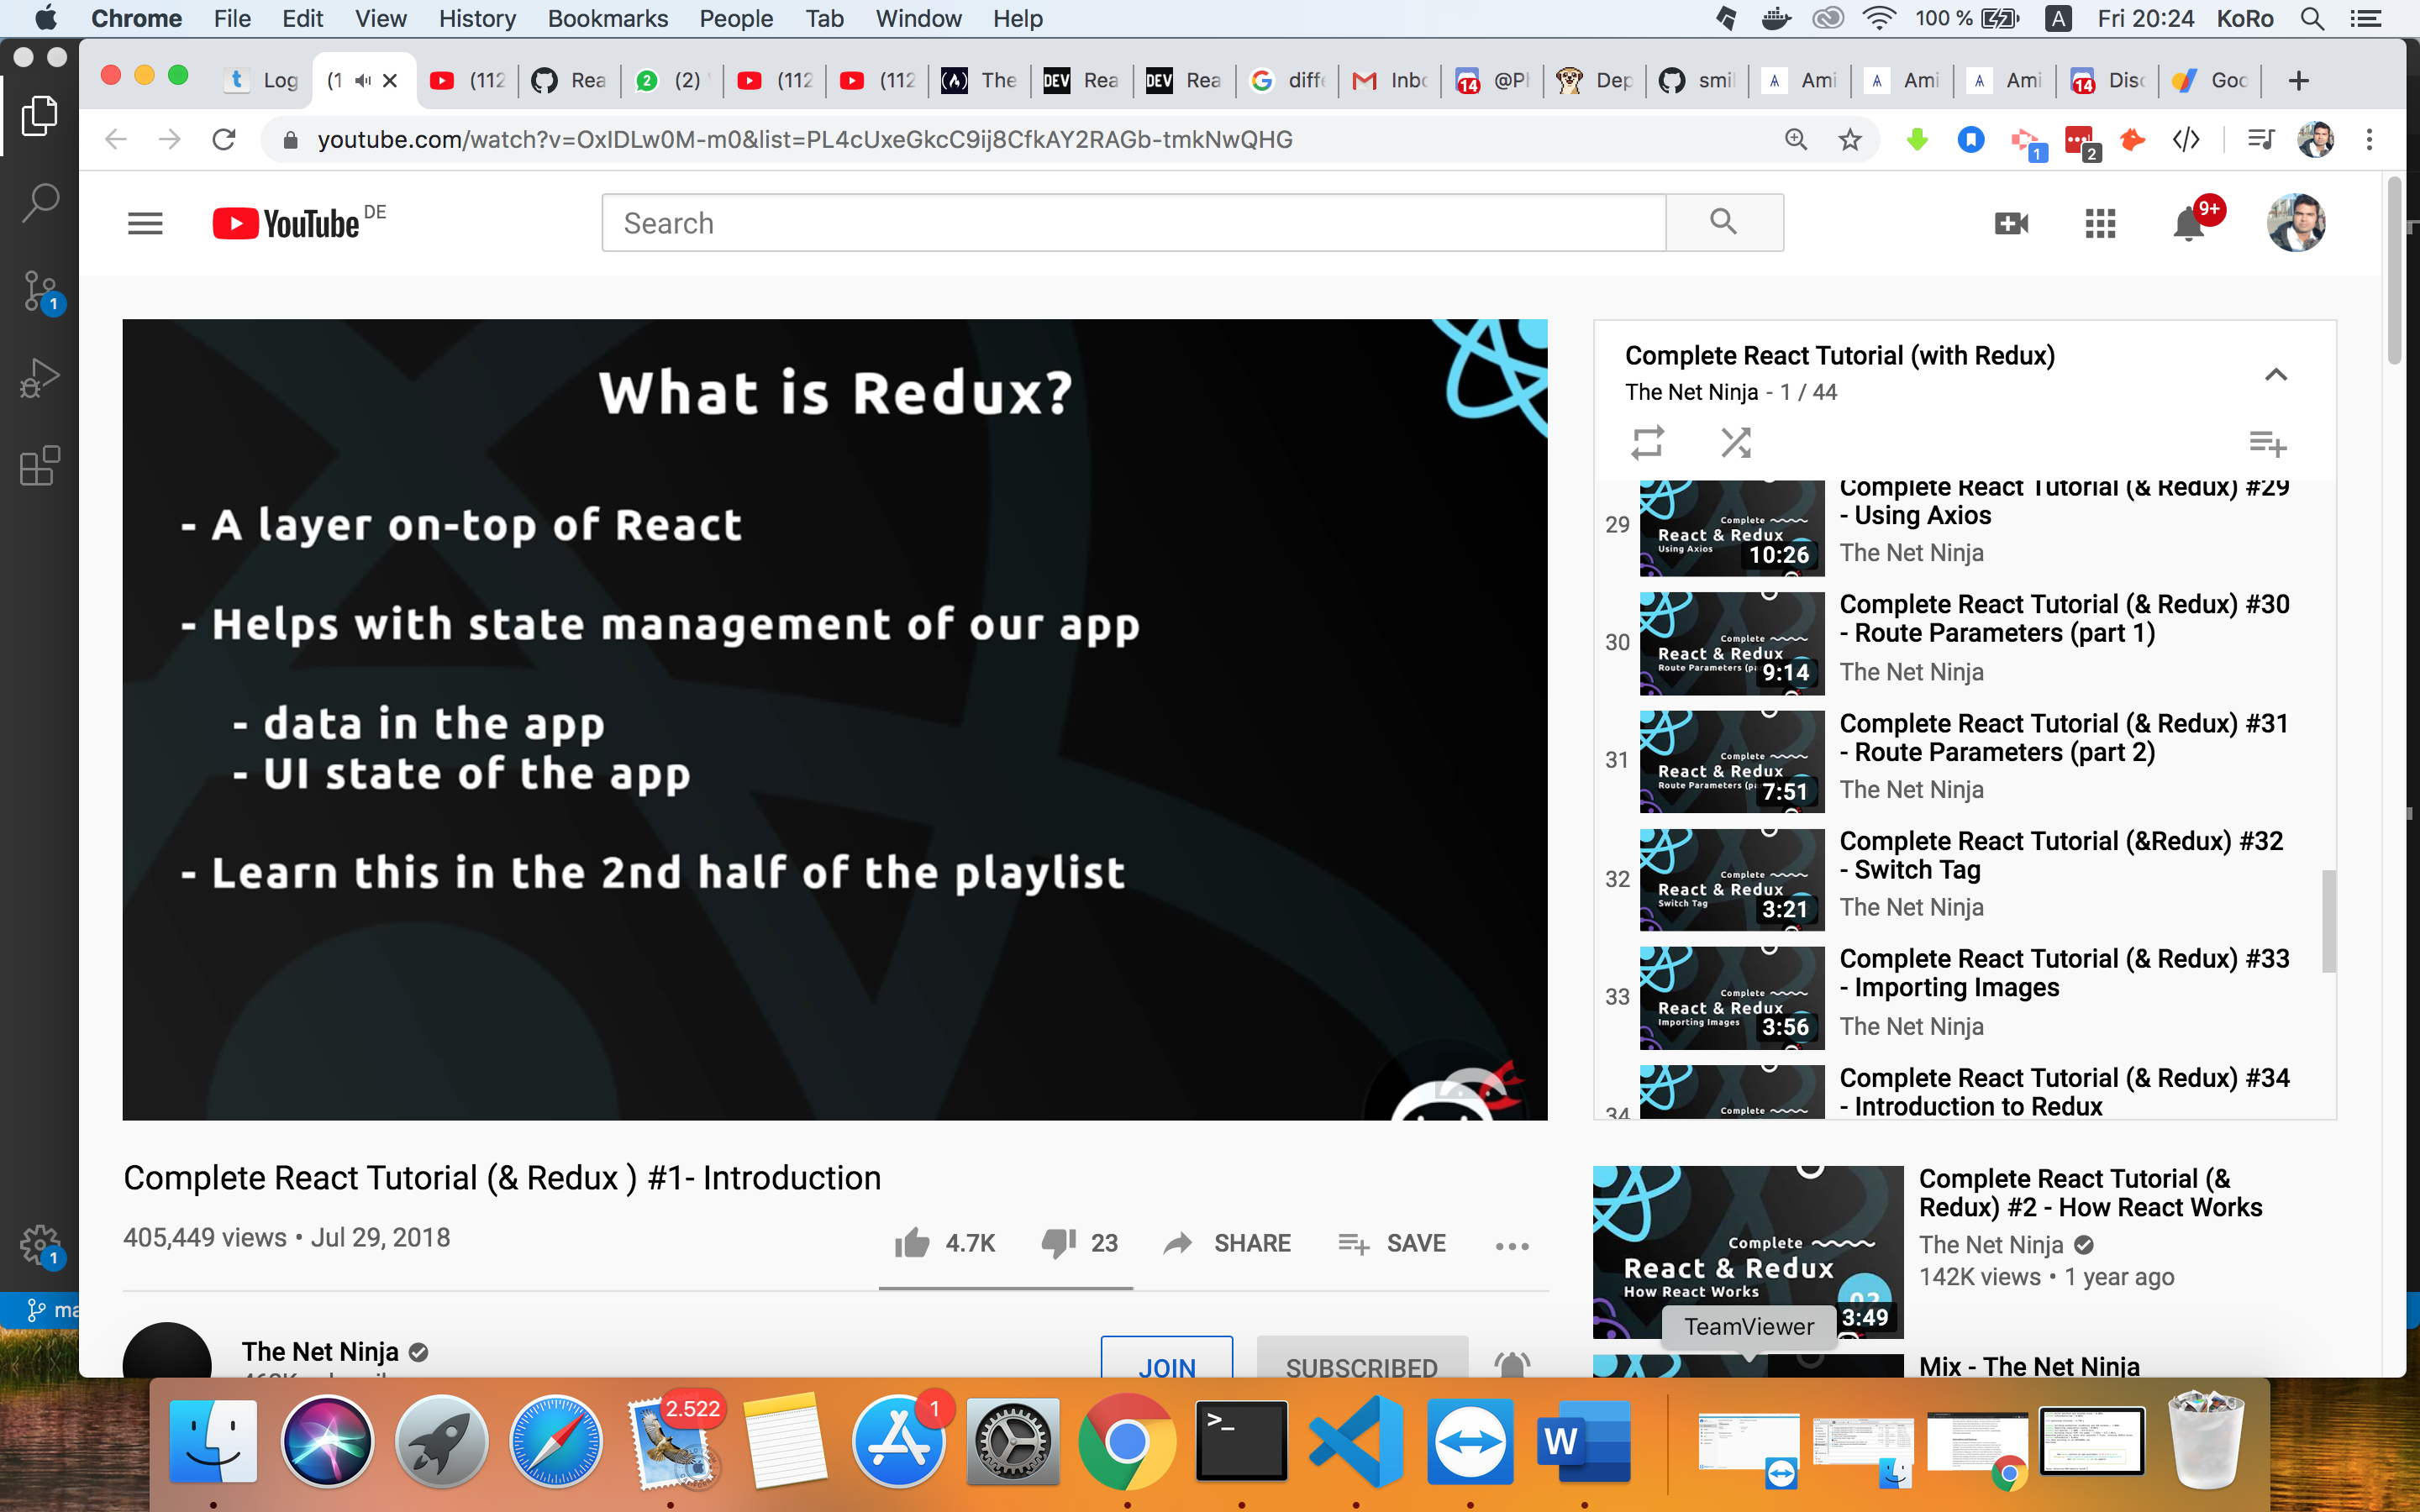 Chrome File Edit View History Bookmarks People Tab Window Help
100 % A Fri 20:24 KoRo
Log (1 (112 Rea (2) (112 (112 The Rea Rea diffe Inbo @Ph Dep smil Ami Ami Ami Disc Goo
youtube.com/watch?v=OxIDLw0M-m0&list=PL4cUxeGkcC9ij8CfkAY2RAGb-tmkNwQHG
1 2
YouTube DE
Search
9+
What is Redux?
- A layer on-top of React
- Helps with state management of our app
- data in the app
- UI state of the app
- Learn this in the 2nd half of the playlist
Complete React Tutorial (with Redux)
The Net Ninja - 1 / 44
29
Complete
React & Redux
Using Axios
10:26
Complete React Tutorial (& Redux) #29
- Using Axios
The Net Ninja
30
Complete
React & Redux
Route Parameters (pa
9:14
Complete React Tutorial (& Redux) #30
- Route Parameters (part 1)
The Net Ninja
31
Complete
React & Redux
Route Parameters (pa
7:51
Complete React Tutorial (& Redux) #31
- Route Parameters (part 2)
The Net Ninja
32
Complete
React & Redux
Switch Tag
3:21
Complete React Tutorial (&Redux) #32
- Switch Tag
The Net Ninja
33
Complete
React & Redux
Importing Images
3:56
Complete React Tutorial (& Redux) #33
- Importing Images
The Net Ninja
34
Complete
Complete React Tutorial (& Redux) #34
- Introduction to Redux
Complete React Tutorial (& Redux ) #1- Introduction
405,449 views • Jul 29, 2018
4.7K 23 SHARE SAVE
The Net Ninja
JOIN SUBSCRIBED
Complete
React & Redux
How React Works
3:49
Complete React Tutorial (&
Redux) #2 - How React Works
The Net Ninja
142K views • 1 year ago
TeamViewer
Mix - The Net Ninja
1
1
ma
2.522
1
W